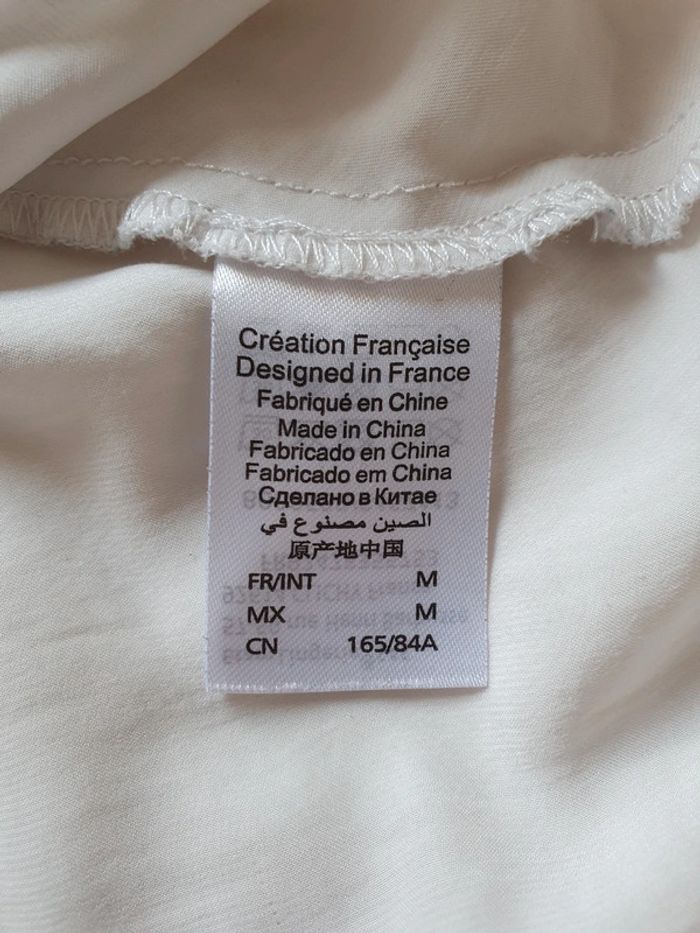 Création Française
Designed in France
Fabriqué en Chine
Made in China
Fabricado en China
Fabricado em China
Сделано в Китае
الصين مصنوع في
原产地中国
FR/INT M
MX M
CN 165/84A